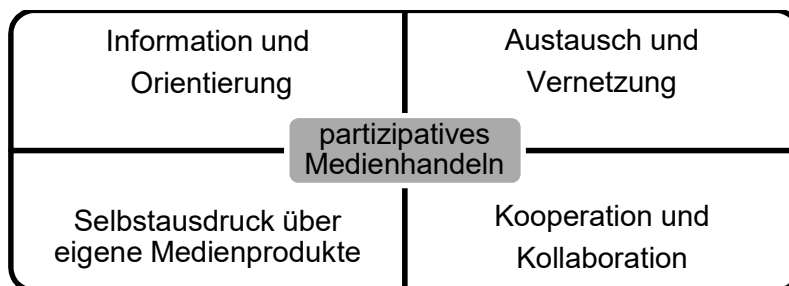 Information und
Orientierung
Austausch und
Vernetzung
partizipatives
Medienhandeln
Selbstausdruck über
eigene Medienprodukte
Kooperation und
Kollaboration